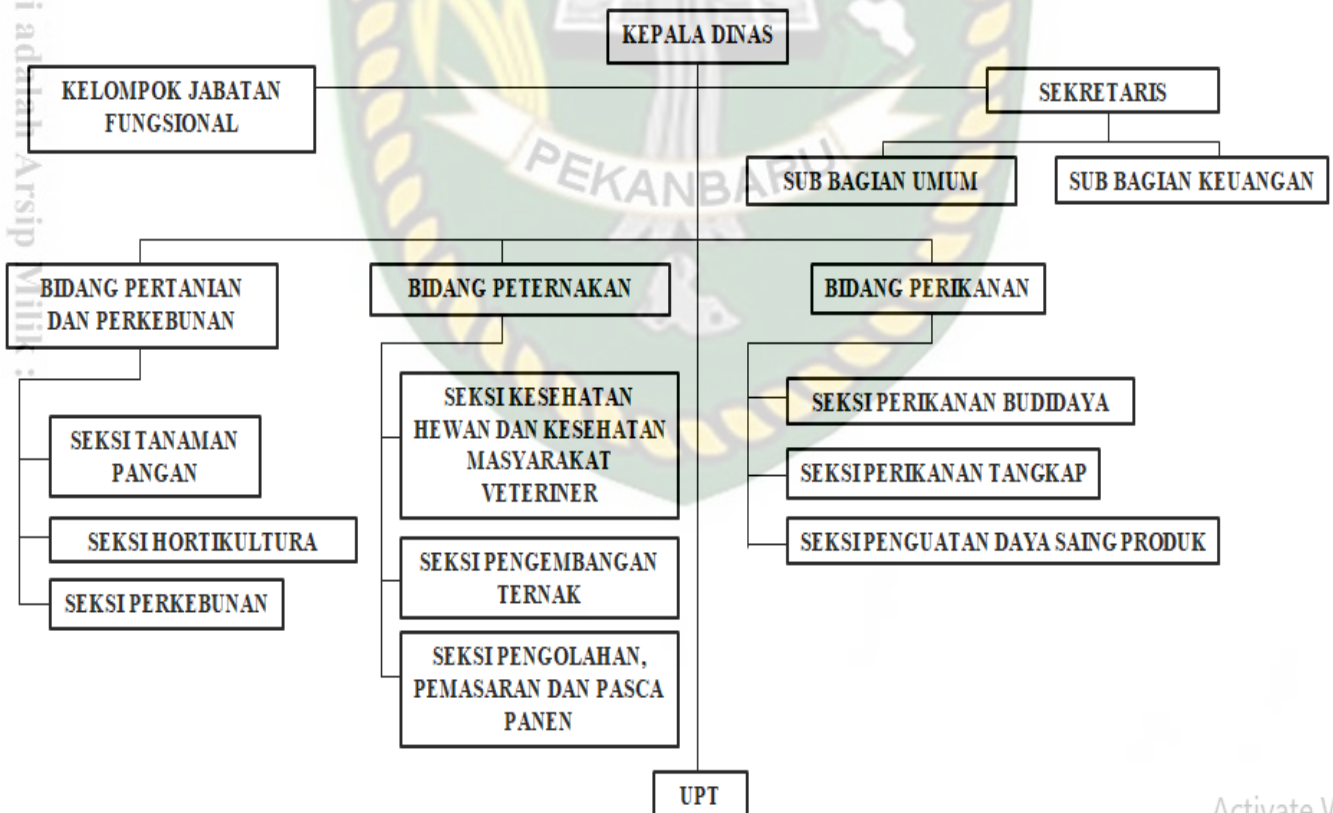 KEPALA DINAS
KELOMPOK JABATAN
FUNGSIONAL
SEKRETARIS
SUB BAGIAN UMUM
SUB BAGIAN KEUANGAN
PEKANBARU
BIDANG PERTANIAN
DAN PERKEBUNAN
BIDANG PETERNAKAN
BIDANG PERIKANAN
SEKSI TANAMAN
PANGAN
SEKSI HORTIKULTURA
SEKSI PERKEBUNAN
SEKSI KESEHATAN
HEWAN DAN KESEHATAN
MASYARAKAT
VETERINER
SEKSI PENGEMBANGAN
TERNAK
SEKSI PENGOLAHAN,
PEMASARAN DAN PASCA
PANEN
SEKSI PERIKANAN BUDIDAYA
SEKSI PERIKANAN TANGKAP
SEKSI PENGUATAN DAYA SAING PRODUK
UPT
i adalah Arsip Milik :
Activate W